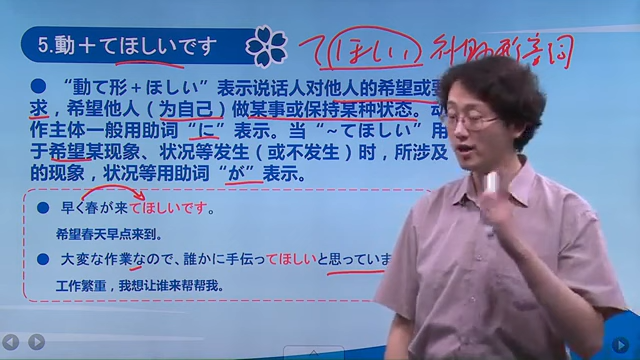 5.動＋てほしいです
て（ほしい）补助形容词
● “動て形＋ほしい”表示说话人对他人的希望或要
求，希望他人（为自己）做某事或保持某种状态。动
作主体一般用助词“に”表示。当“～てほしい”用
于希望某现象、状况等发生（或不发生）时，所涉及
的现象，状况等用助词“が”表示。
● 早く春が来てほしいです。
希望春天早点来到。
● 大変な作業なので、誰かに手伝ってほしいと思っていま
工作繁重，我想让谁来帮帮我。